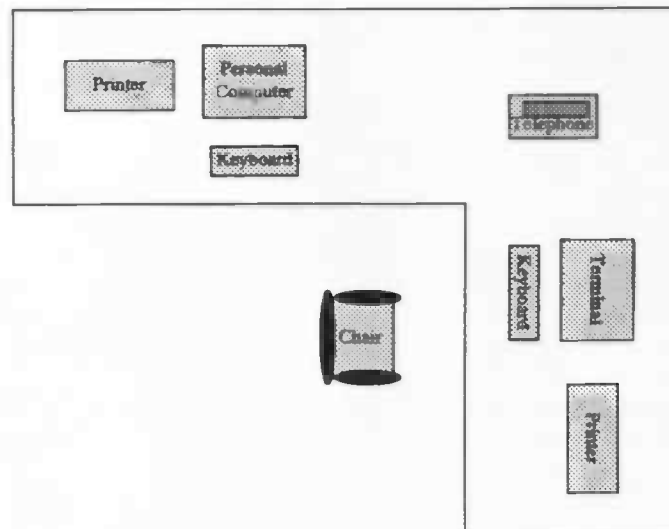 Printer
Personal
Computer
Keyboard
Telephone
Keyboard
Terminal
Chair
Printer